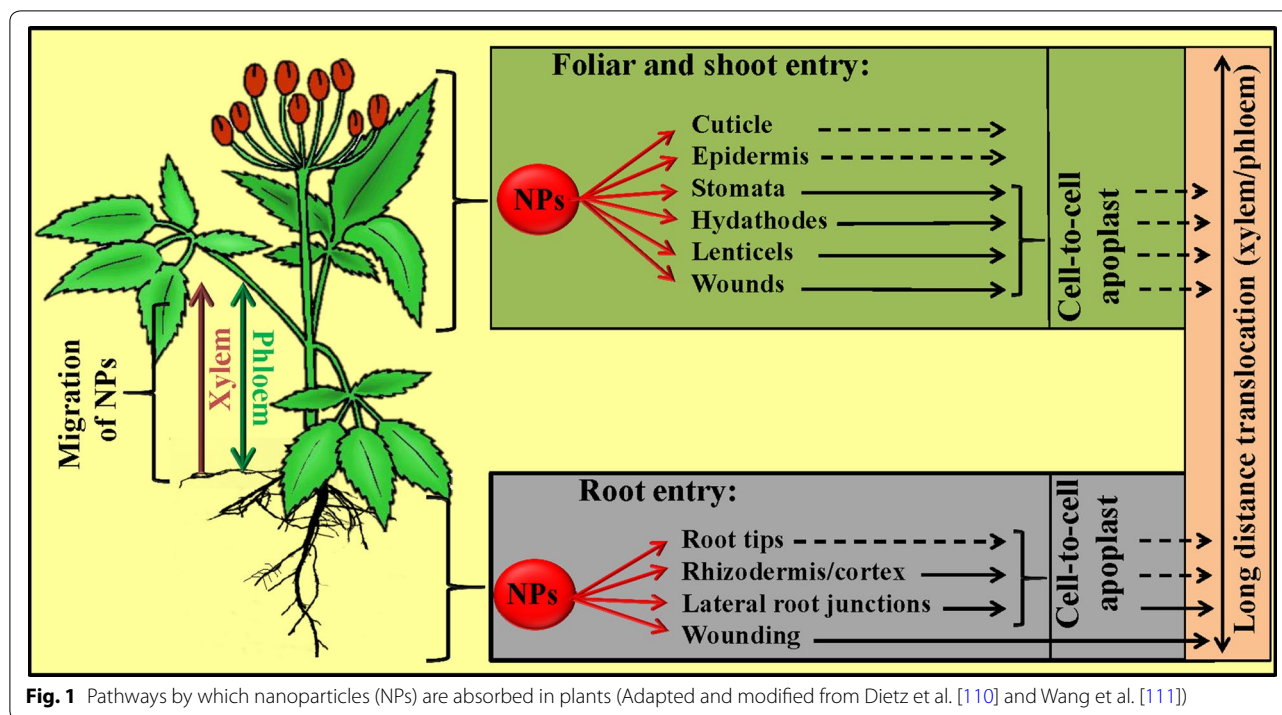 Foliar and shoot entry:
NPs
Cuticle
Epidermis
Stomata
Hydathodes
Lenticels
Wounds
Cell-to-cell
apoplast
Long distance translocation (xylem/phloem)
Migration
of NPs
Xylem
Phloem
Root entry:
NPs
Root tips
Rhizodermis/cortex
Lateral root junctions
Wounding
Cell-to-cell
apoplast
Fig. 1 Pathways by which nanoparticles (NPs) are absorbed in plants (Adapted and modified from Dietz et al. [110] and Wang et al. [111])